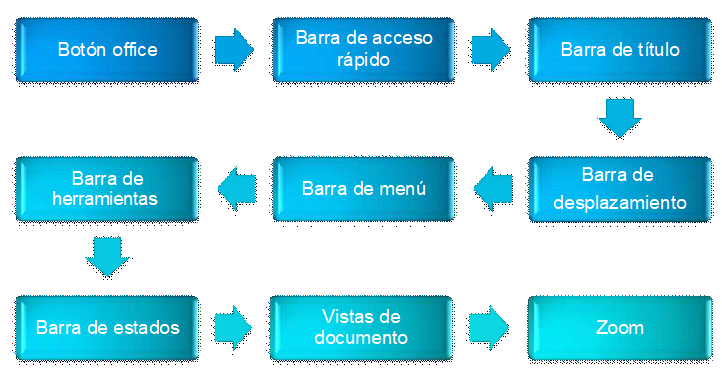 Botón office
Barra de acceso
rápido
Barra de título
Barra de
desplazamiento
Barra de menú
Barra de
herramientas
Barra de estados
Vistas de
documento
Zoom